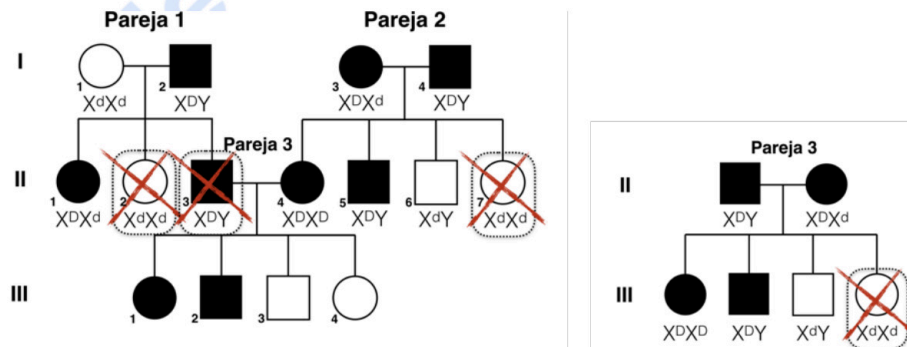 Pareja 1
Pareja 2
I
1
2
3
4
XᵈXᵈ
XᴰY
XᴰXᵈ
XᴰY
Pareja 3
II
1
2
3
4
5
6
7
XᴰXᵈ
XᵈXᵈ
XᴰY
XᴰXᴰ
XᴰY
XᵈY
XᵈXᵈ
III
1
2
3
4
Pareja 3
II
XᴰY
XᴰXᵈ
III
XᴰXᴰ
XᴰY
XᵈY
XᵈXᵈ